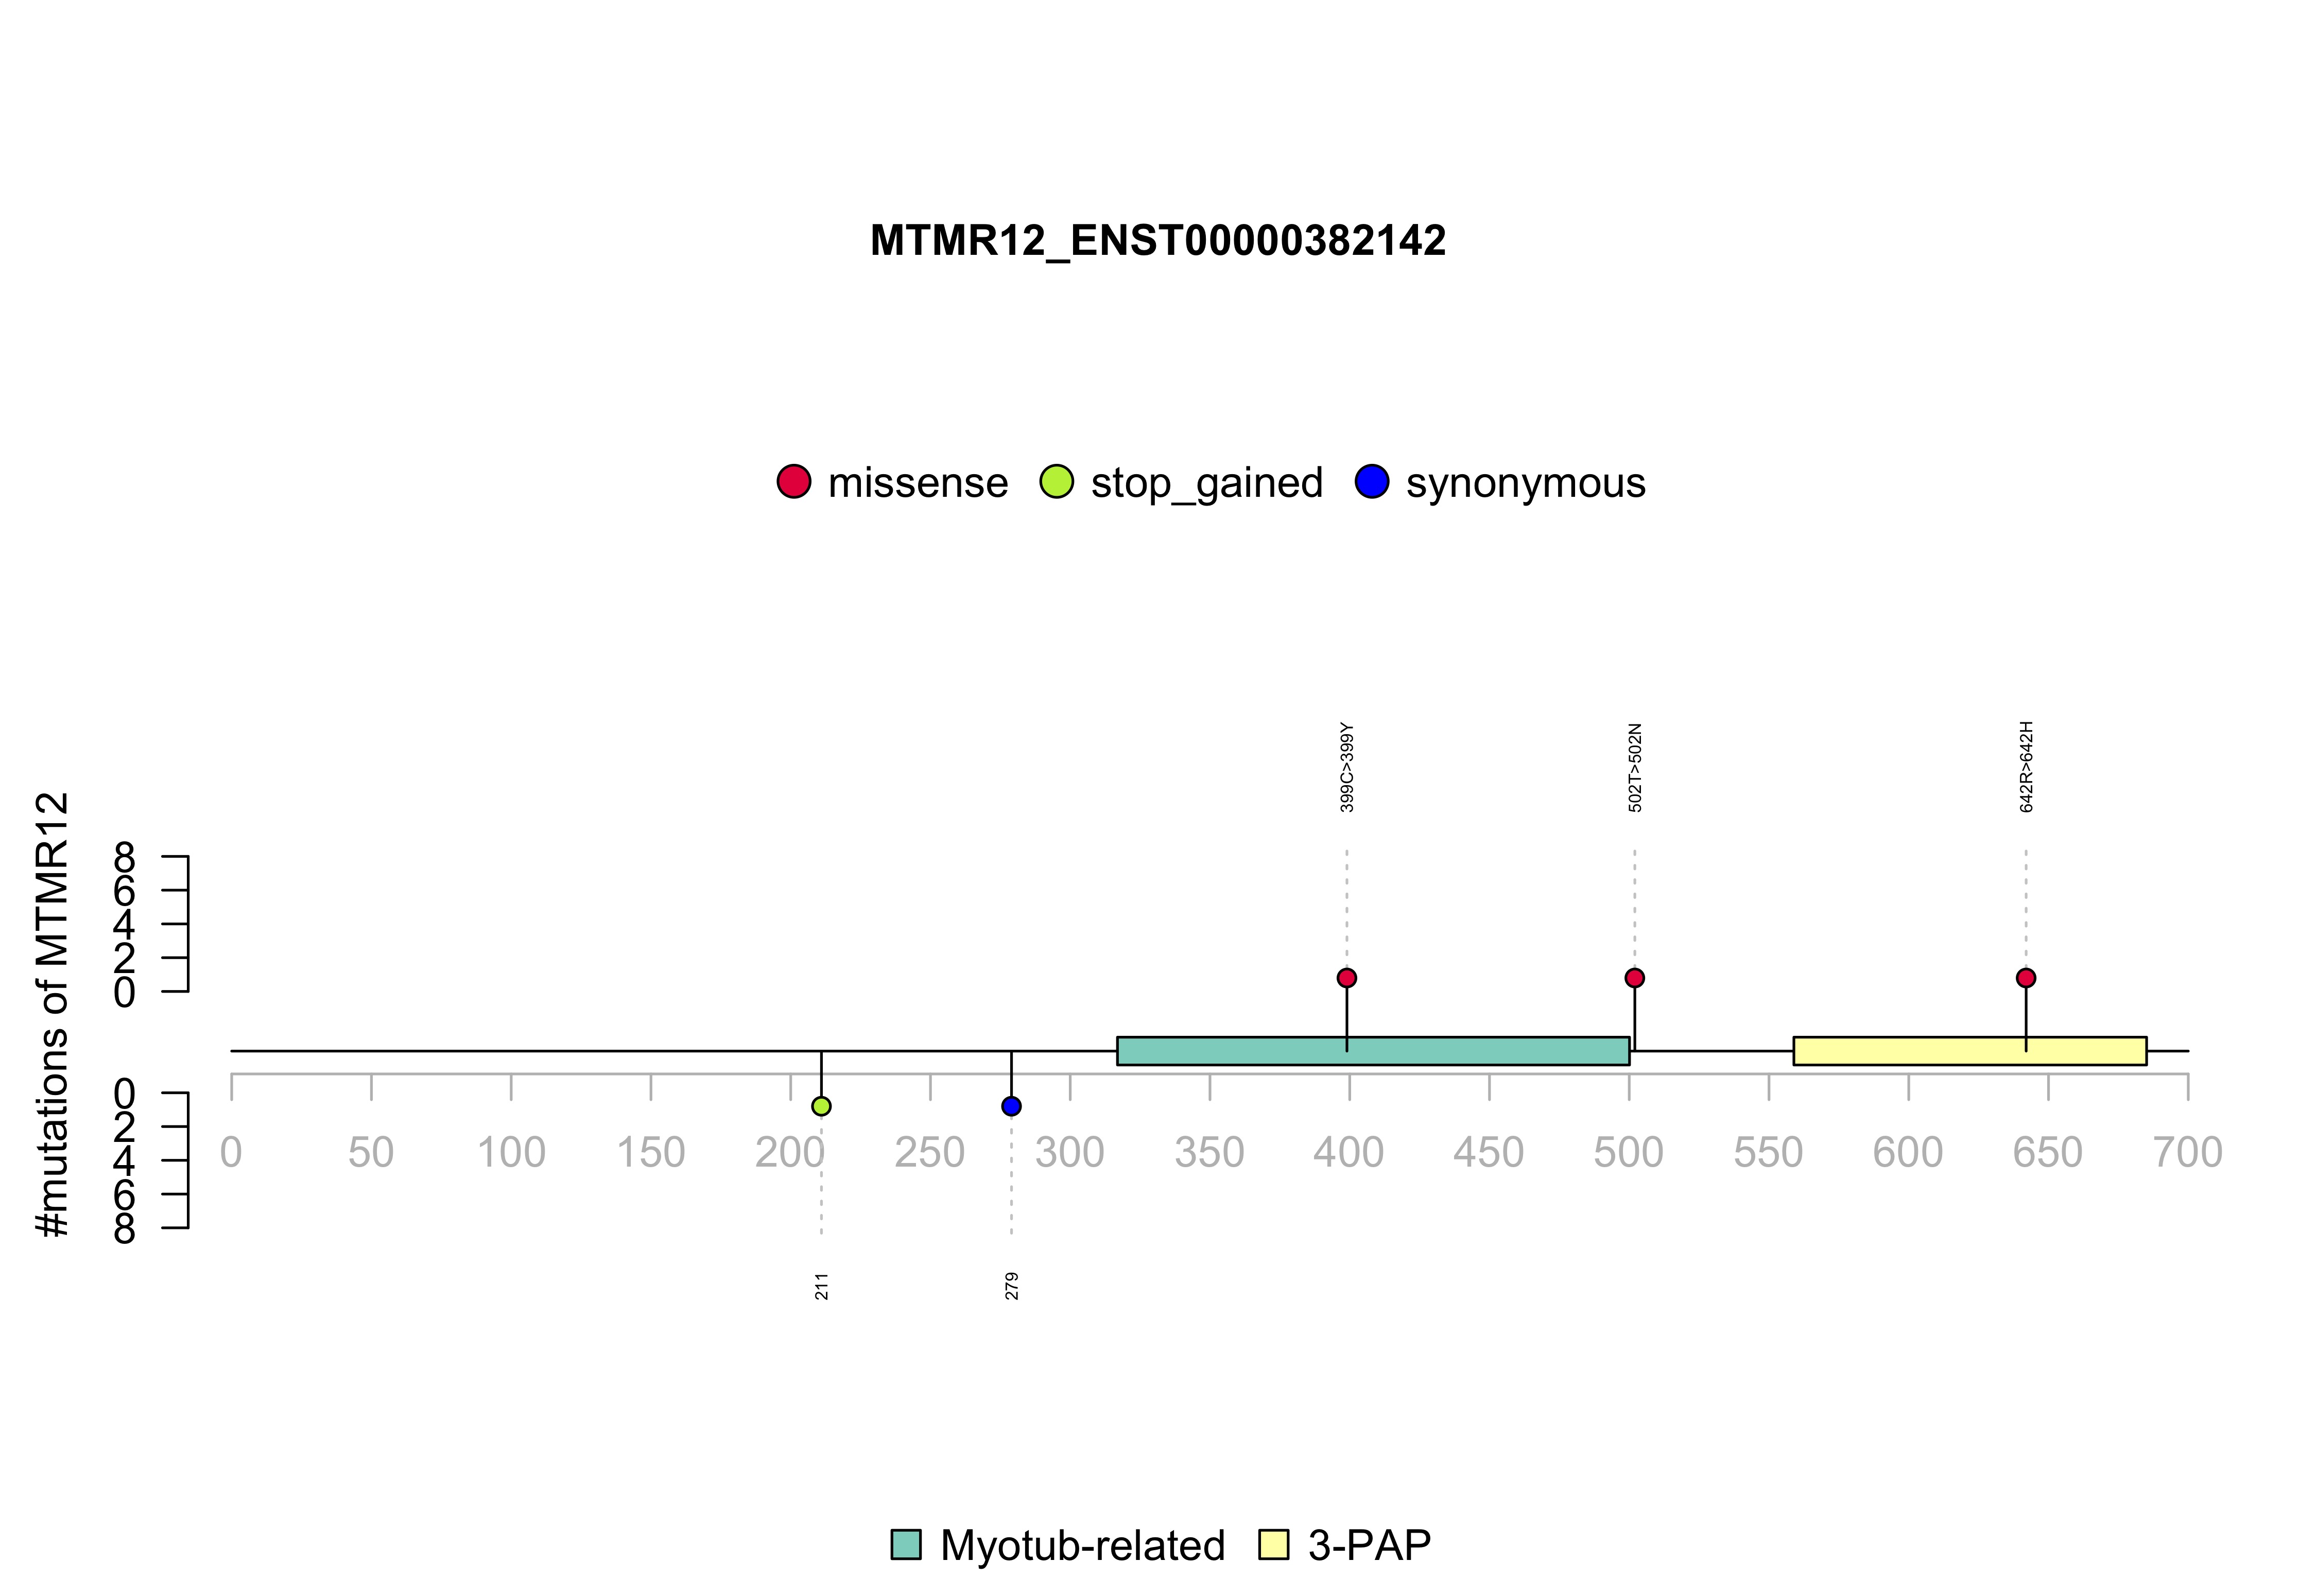 MTMR12_ENST00000382142
missense stop_gained synonymous
399C>399Y
502T>502N
642R>642H
#mutations of MTMR12
8
6
4
2
0
0
2
4
6
8
0 50 100 150 200 250 300 350 400 450 500 550 600 650 700
211
279
Myotub-related 3-PAP